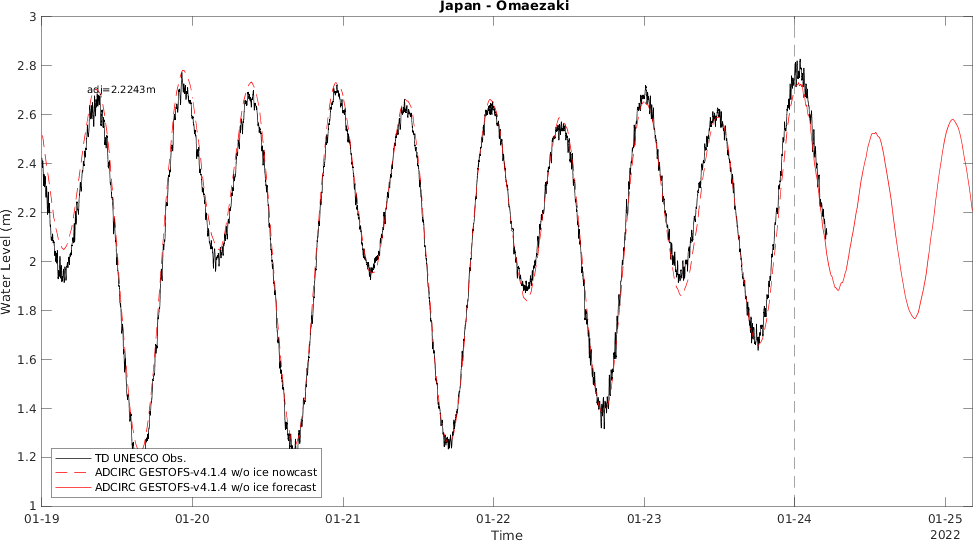 Japan - Omaezaki
3
2.8
2.6
2.4
2.2
2
1.8
1.6
1.4
1.2
1
Water Level (m)
adj=2.2243m
TD UNESCO Obs.
ADCIRC GESTOFS-v4.1.4 w/o ice nowcast
ADCIRC GESTOFS-v4.1.4 w/o ice forecast
01-19
01-20
01-21
01-22
01-23
01-24
01-25
Time
2022